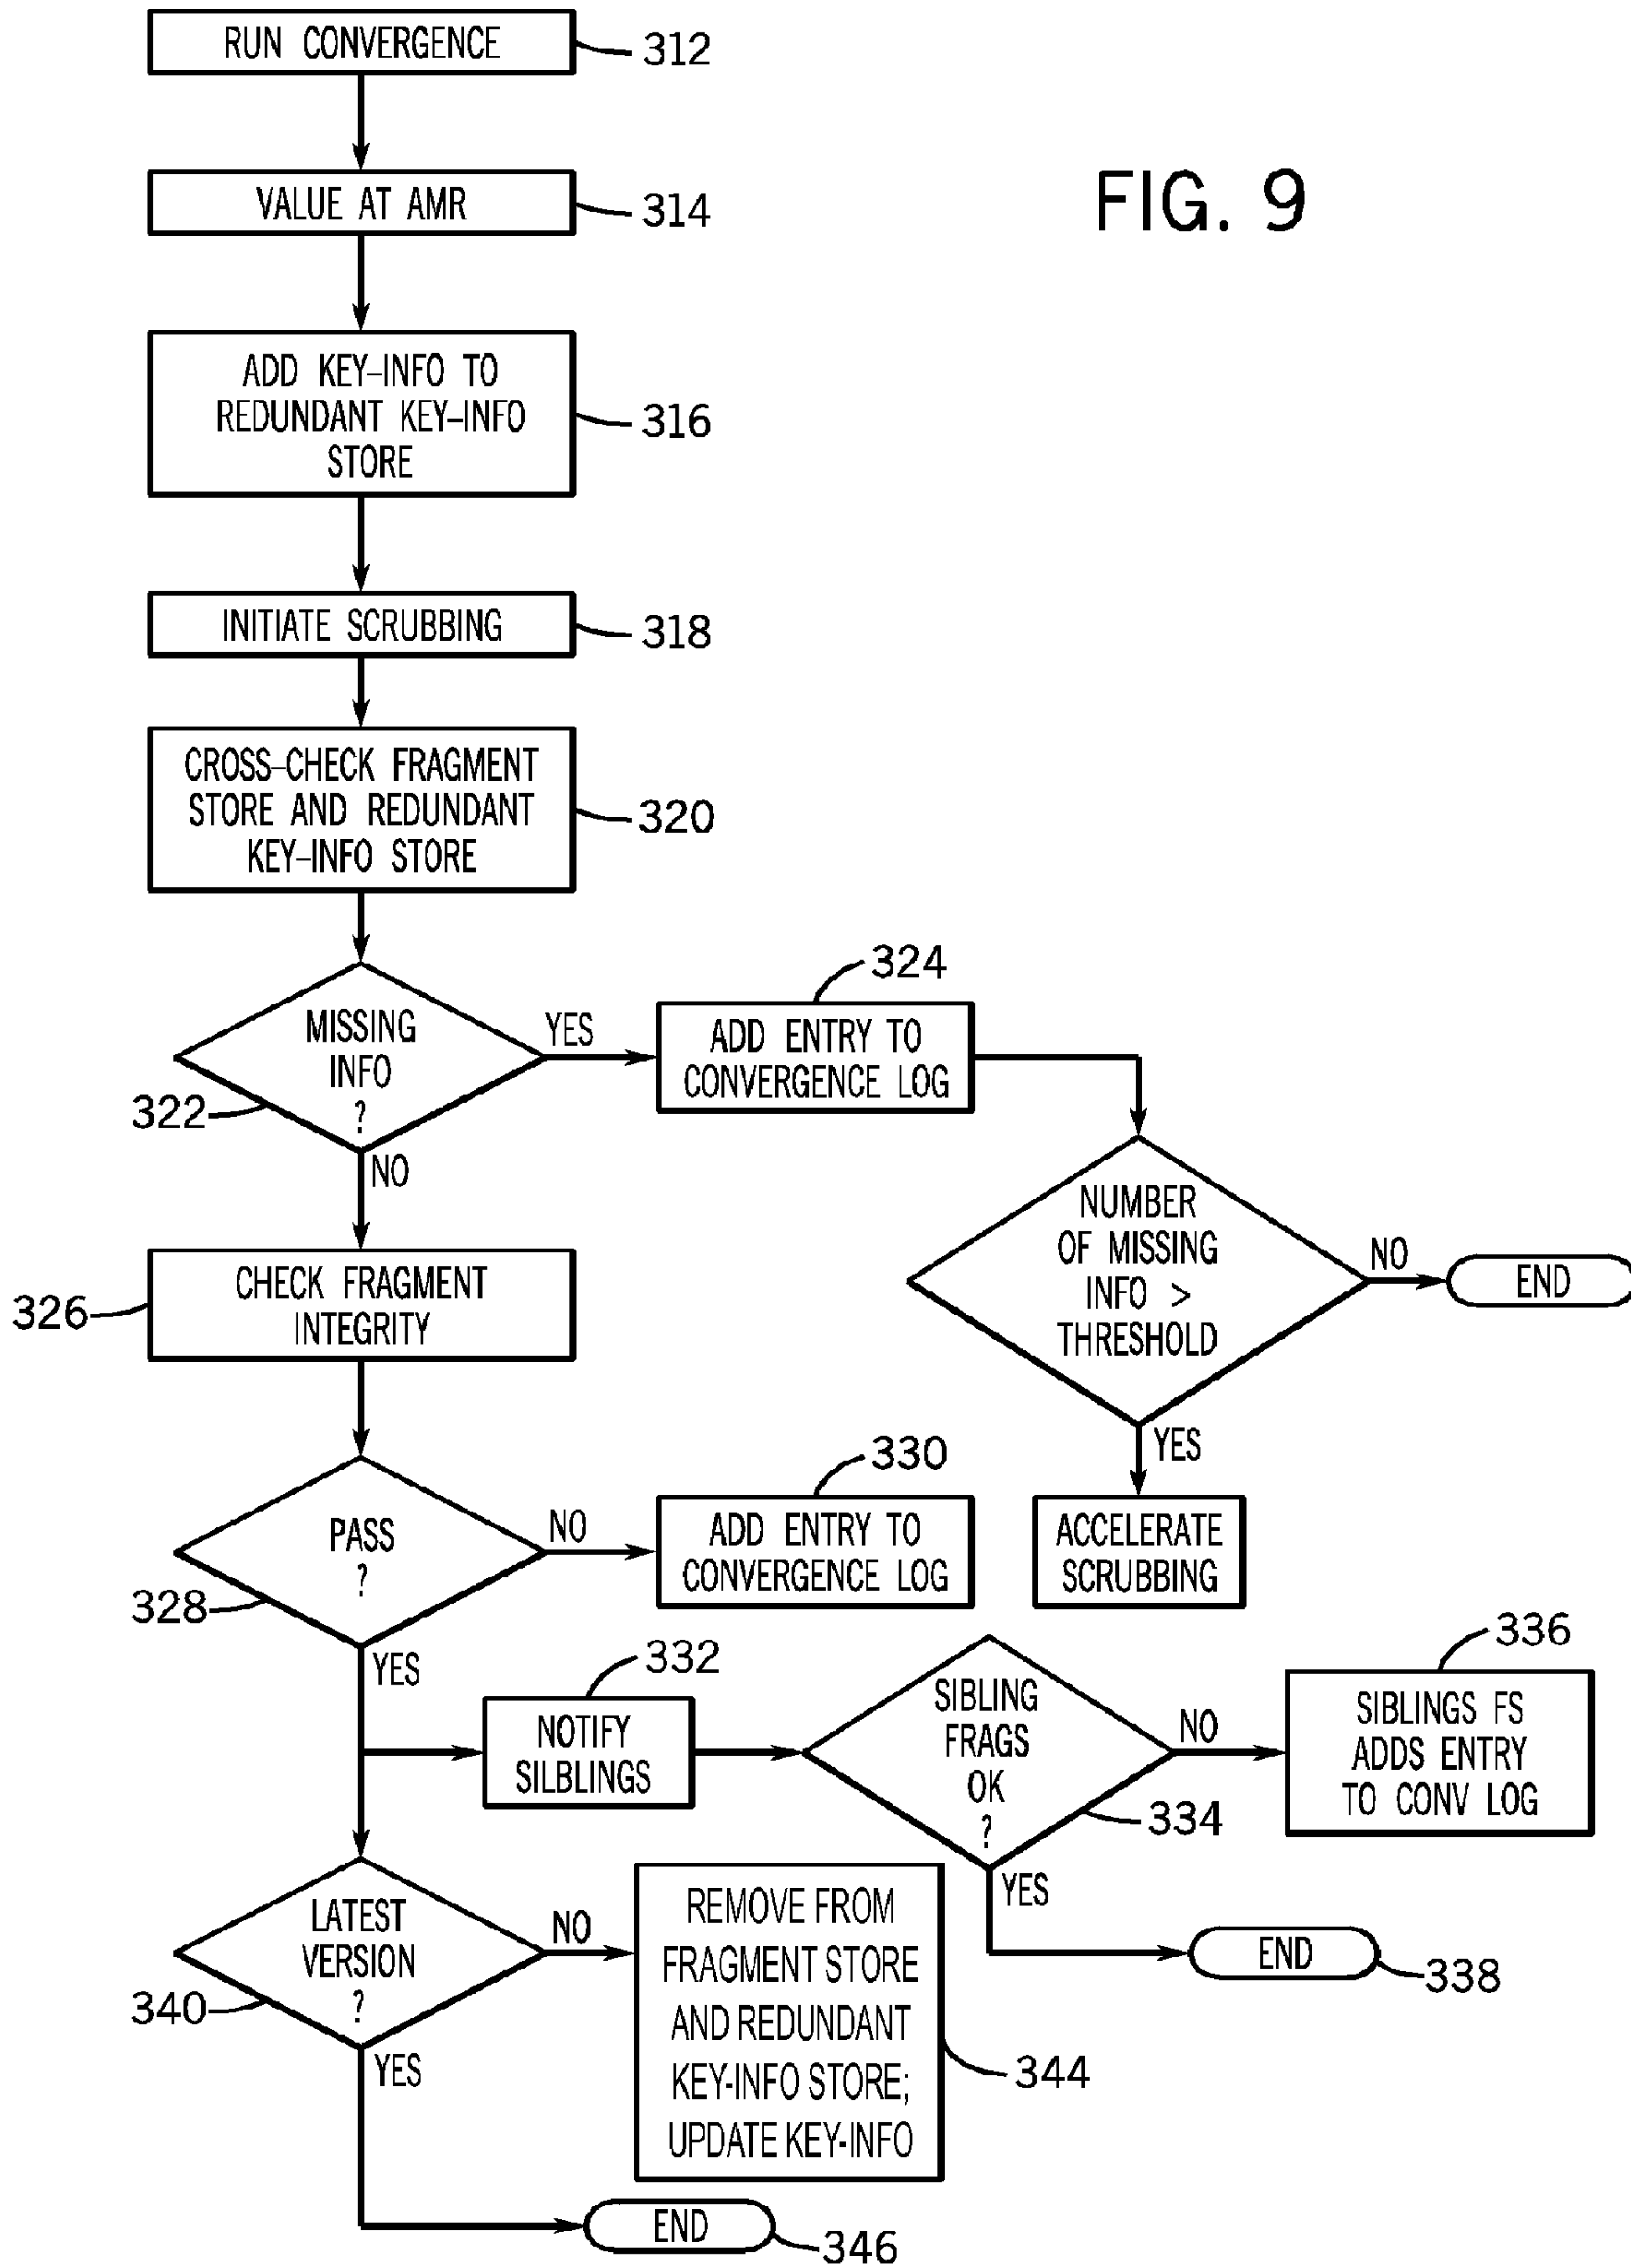 RUN CONVERGENCE
312
FIG. 9
VALUE AT AMR
314
ADD KEY-INFO TO
REDUNDANT KEY-INFO
STORE
316
INITIATE SCRUBBING
318
CROSS-CHECK FRAGMENT
STORE AND REDUNDANT
KEY-INFO STORE
320
MISSING
INFO
?
322
YES
NO
324
ADD ENTRY TO
CONVERGENCE LOG
NUMBER
OF MISSING
INFO >
THRESHOLD
NO
END
YES
ACCELERATE
SCRUBBING
CHECK FRAGMENT
INTEGRITY
326
PASS
?
328
NO
YES
330
ADD ENTRY TO
CONVERGENCE LOG
332
NOTIFY
SILBLINGS
SIBLING
FRAGS
OK
?
334
NO
YES
336
SIBLINGS FS
ADDS ENTRY
TO CONV LOG
END
338
LATEST
VERSION
?
340
NO
YES
REMOVE FROM
FRAGMENT STORE
AND REDUNDANT
KEY-INFO STORE;
UPDATE KEY-INFO
344
END
346